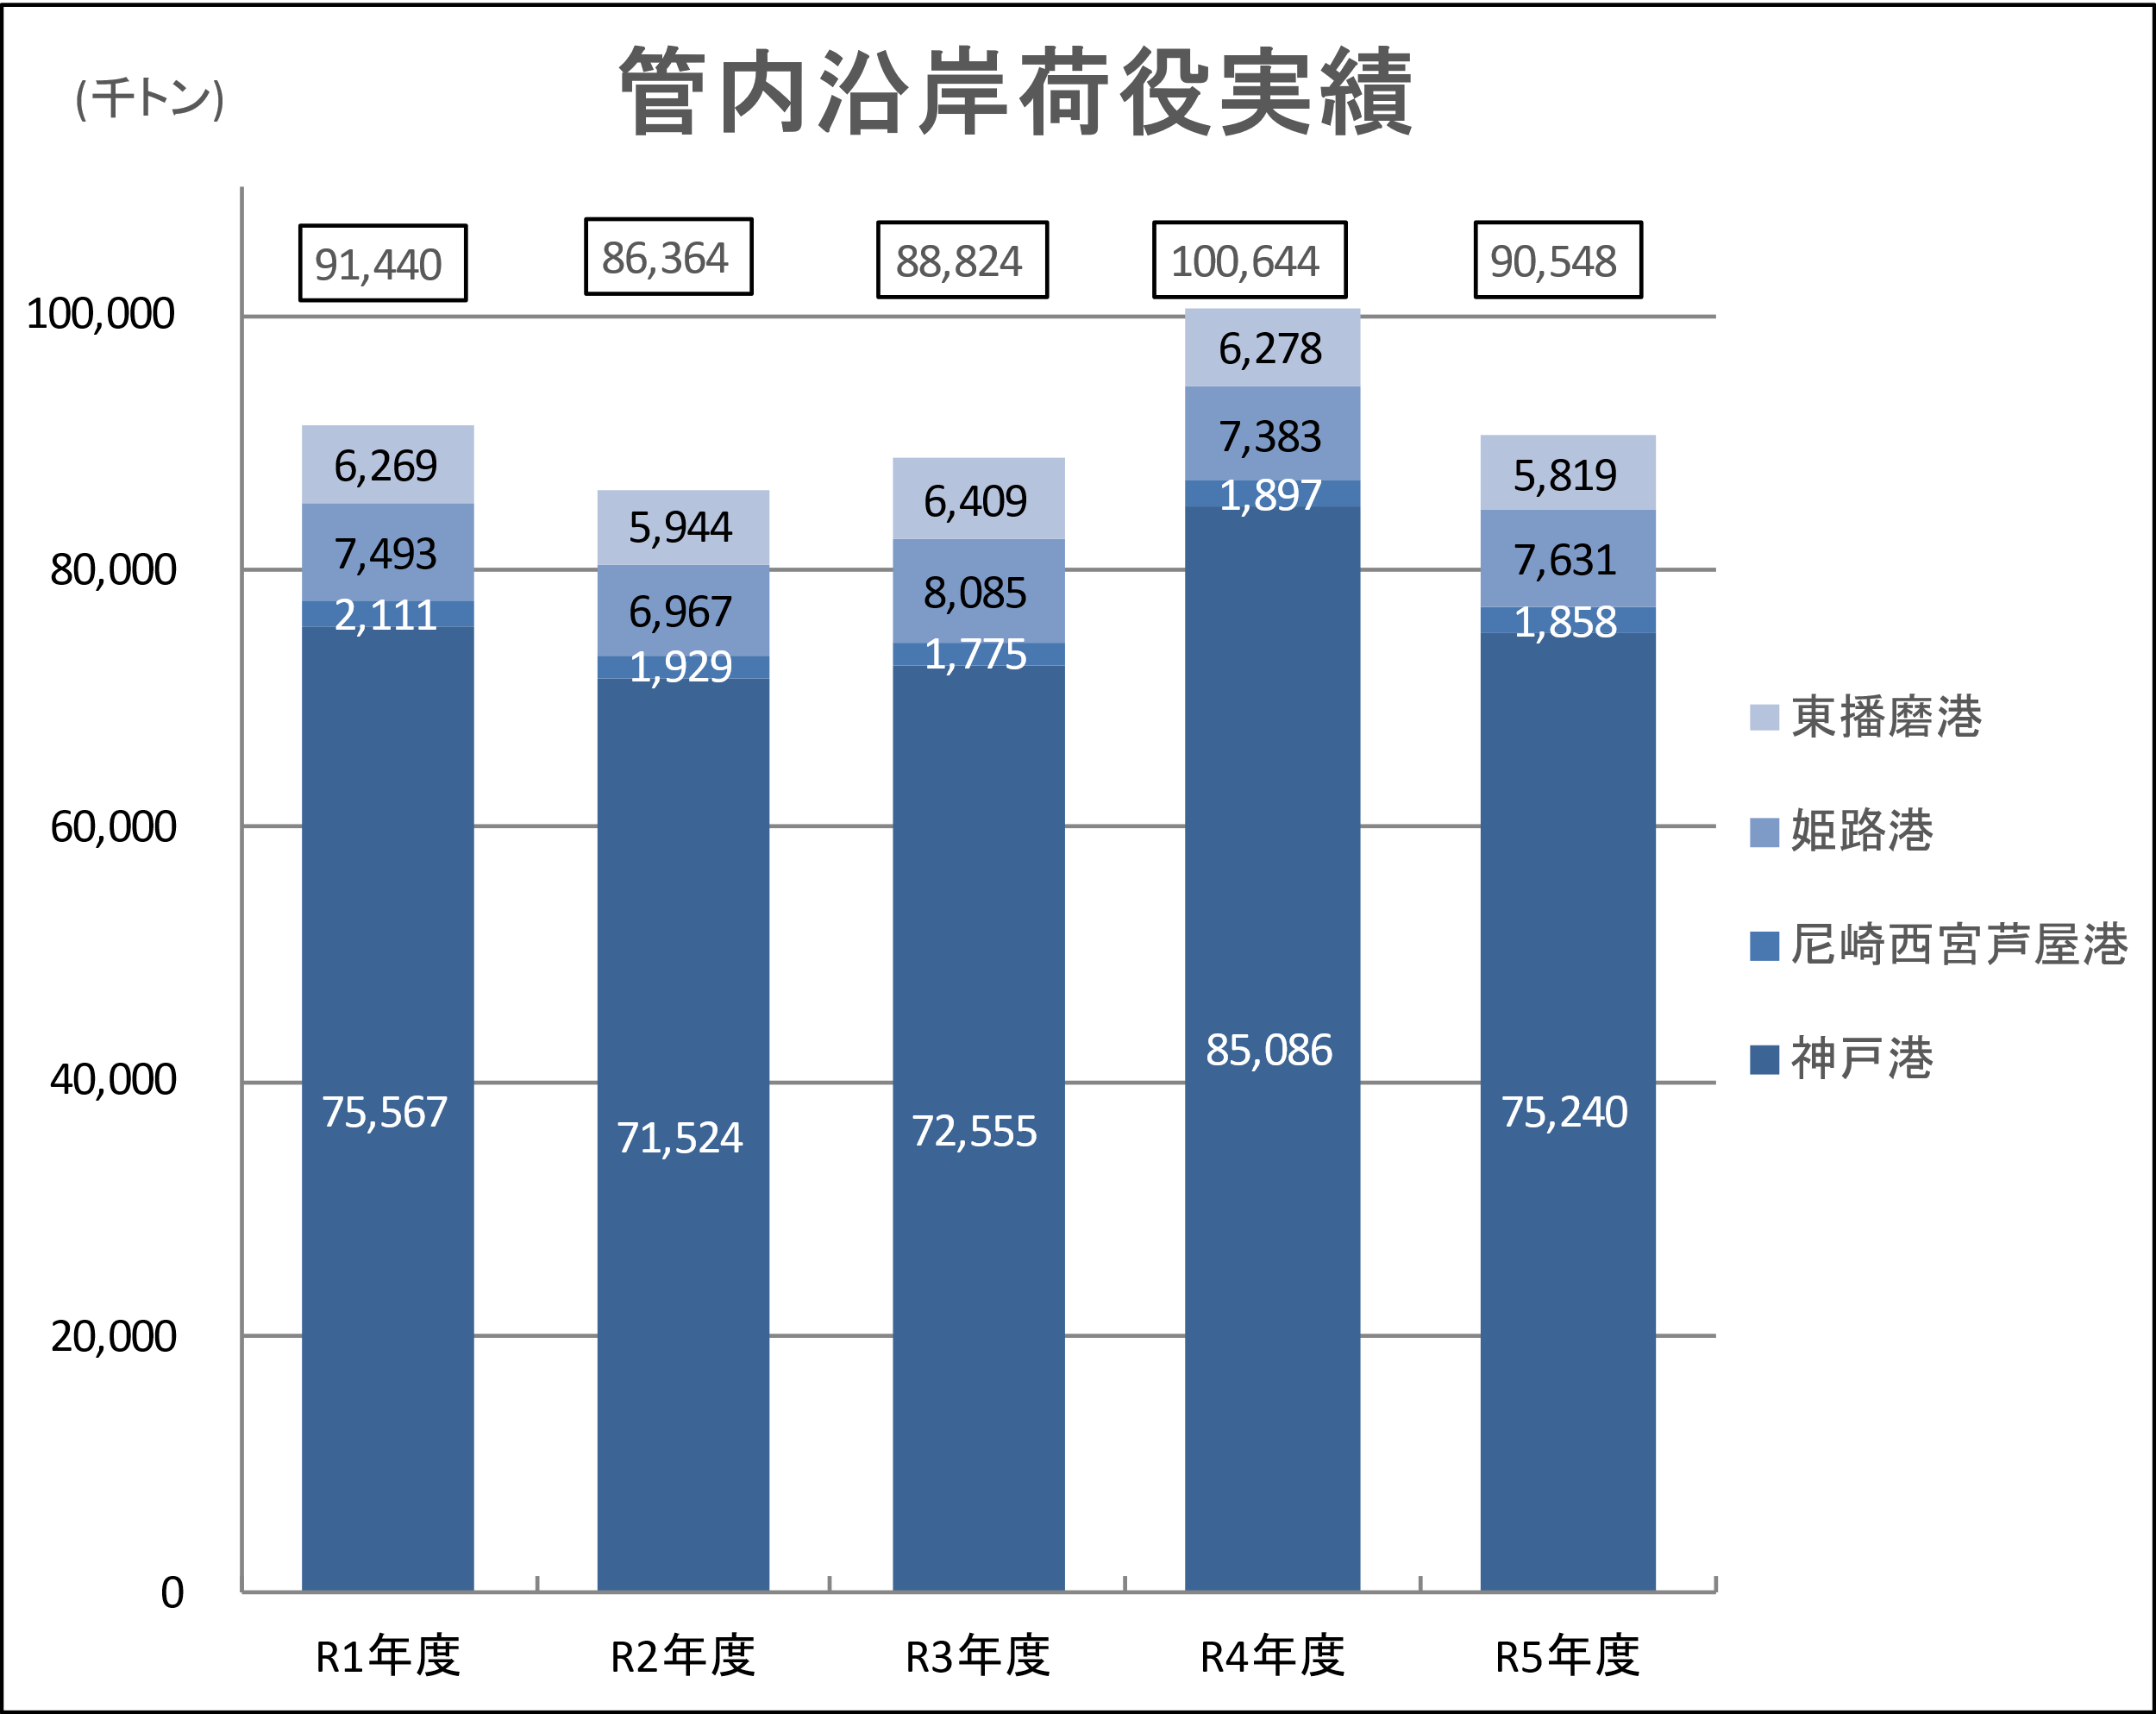 管内沿岸荷役実績
(千トン)
91,440 86,364 88,824 100,644 90,548
100,000
80,000
60,000
40,000
20,000
0
6,269 5,944 6,409 6,278 5,819
7,493 6,967 8,085 7,383 7,631
2,111 1,929 1,775 1,897 1,858
75,567 71,524 72,555 85,086 75,240
R1年度 R2年度 R3年度 R4年度 R5年度
東播磨港
姫路港
尼崎西宮芦屋港
神戸港